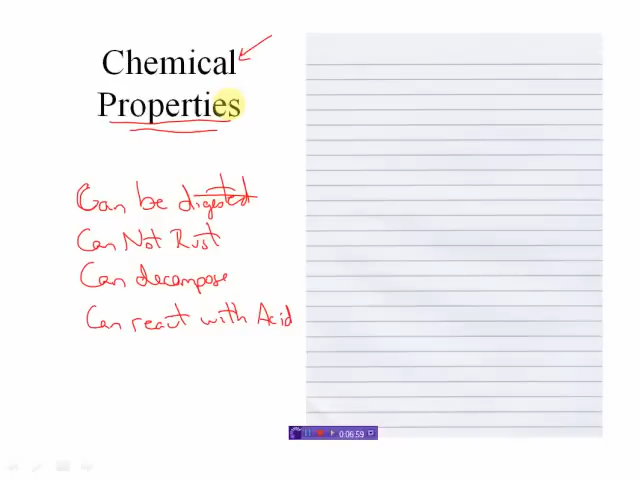 Chemical
Properties
Can be digested
Can Not Rust
Can decompose
Can react with Acid
0:06:59